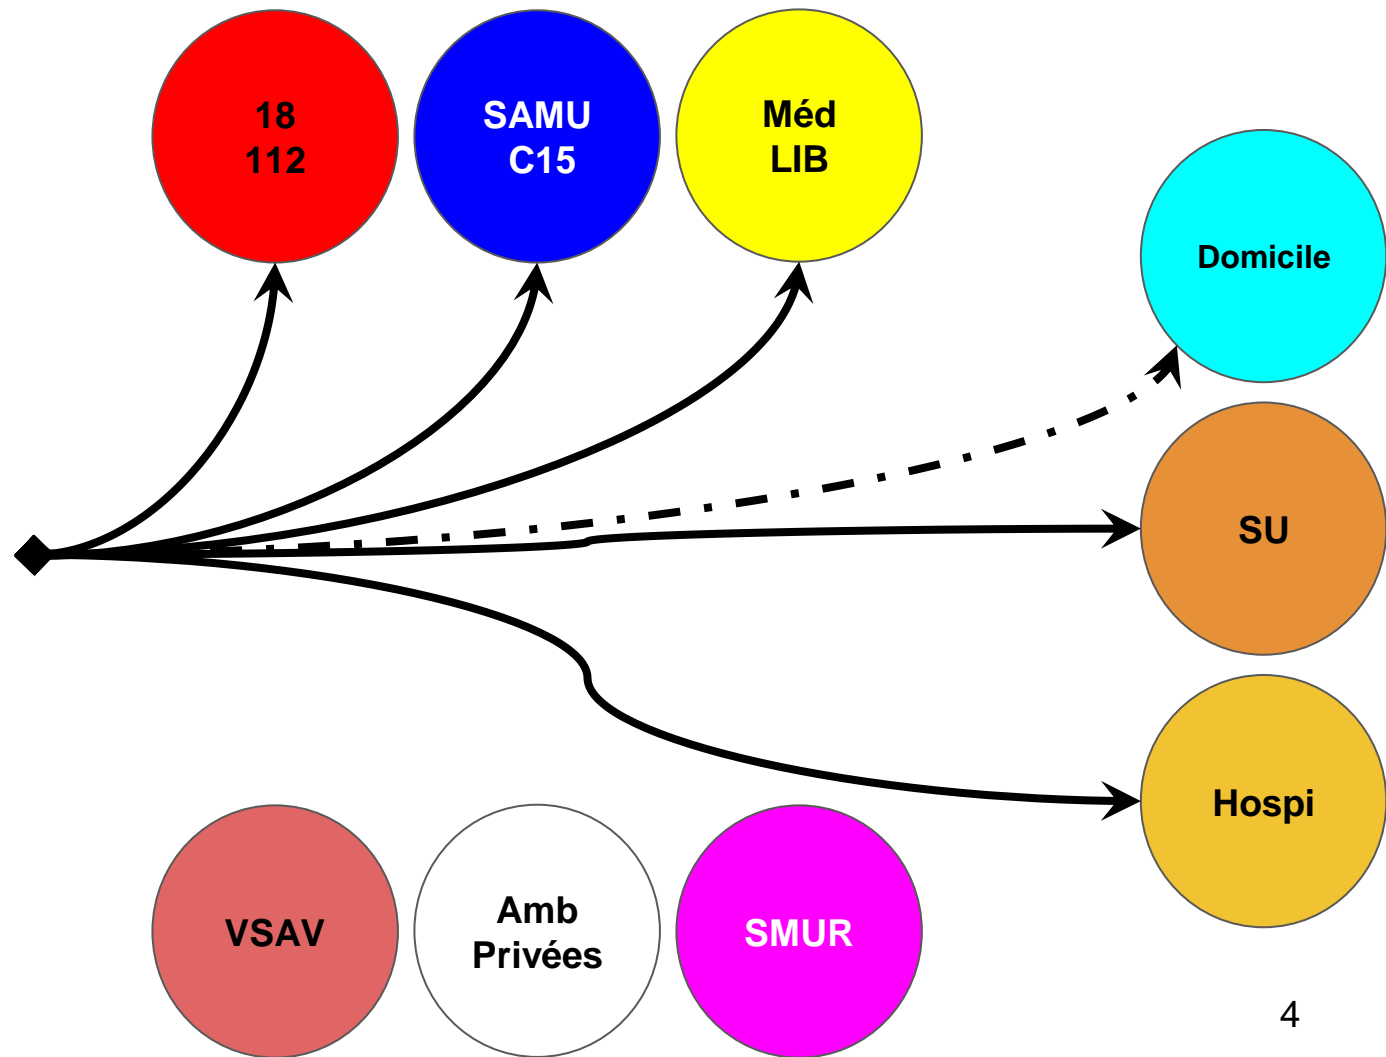 18
112
SAMU
C15
Méd
LIB
Domicile
SU
Hospi
VSAV
Amb
Privées
SMUR
4